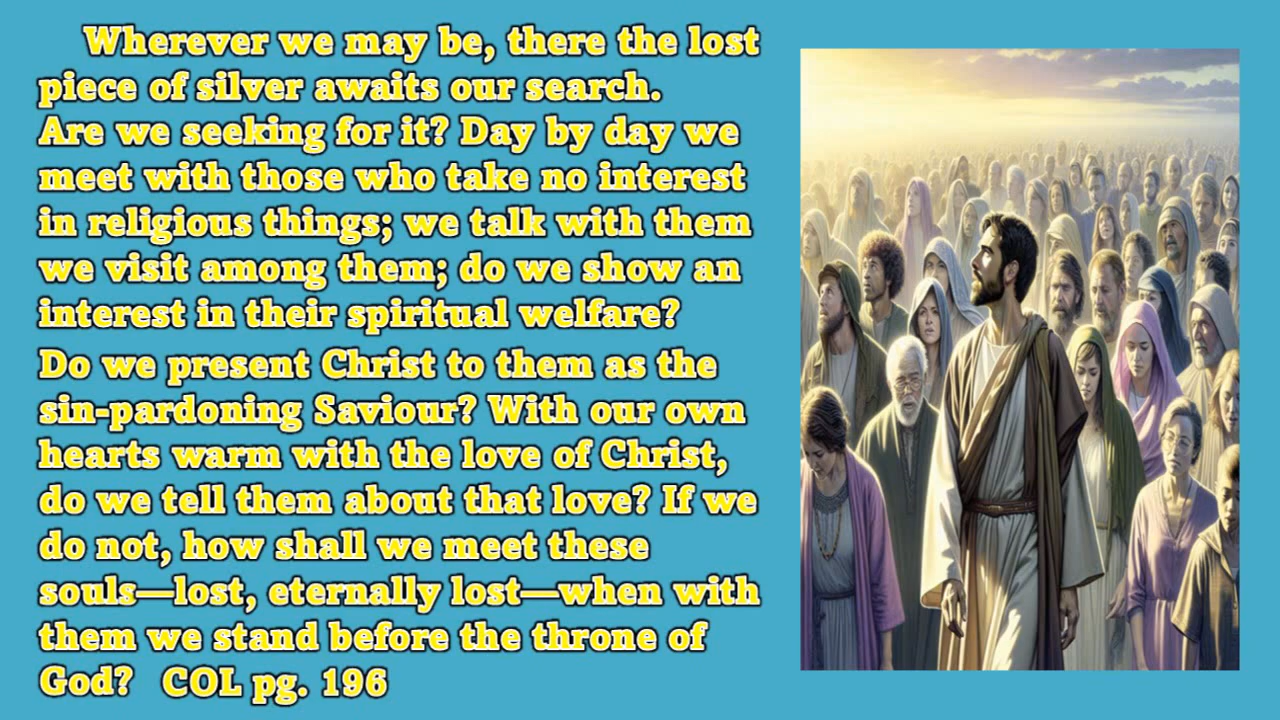 Wherever we may be, there the lost
piece of silver awaits our search.
Are we seeking for it? Day by day we
meet with those who take no interest
in religious things; we talk with them
we visit among them; do we show an
interest in their spiritual welfare?
Do we present Christ to them as the
sin-pardoning Saviour? With our own
hearts warm with the love of Christ,
do we tell them about that love? If we
do not, how shall we meet these
souls—lost, eternally lost—when with
them we stand before the throne of
God? COL pg. 196